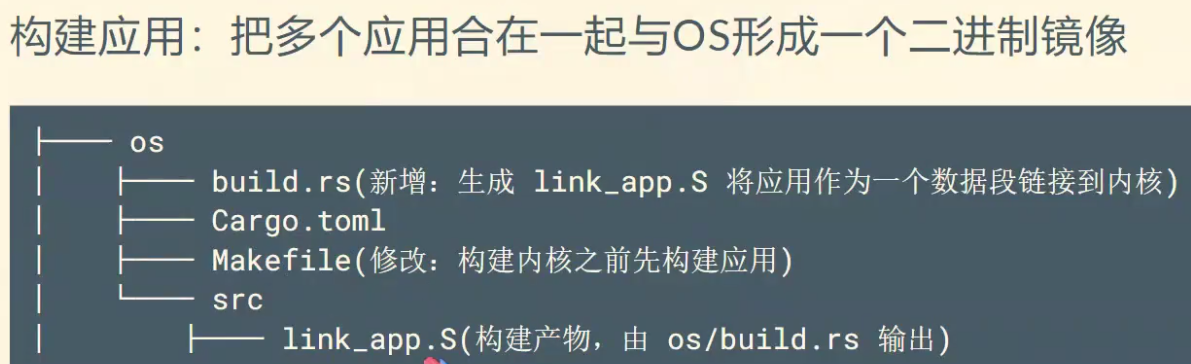 构建应用：把多个应用合在一起与OS形成一个二进制镜像
├── os
│   ├── build.rs(新增：生成 link_app.S 将应用作为一个数据段链接到内核)
│   ├── Cargo.toml
│   ├── Makefile(修改：构建内核之前先构建应用)
│   └── src
│       ├── link_app.S(构建产物，由 os/build.rs 输出)